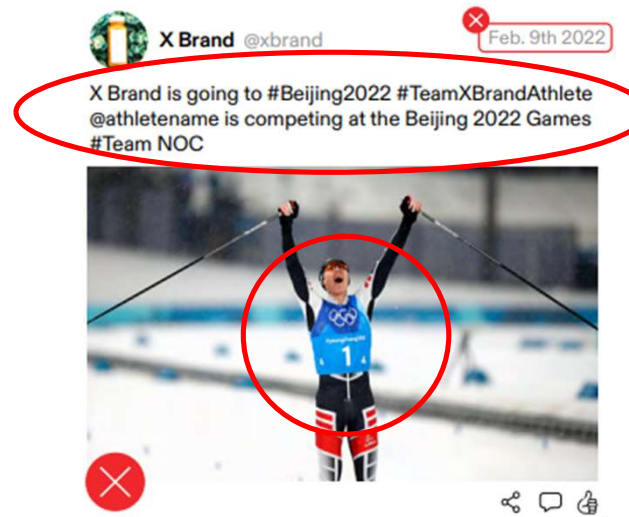 X Brand @xbrand
Feb. 9th 2022
X Brand is going to #Beijing2022 #TeamXBrandAthlete
@athletename is competing at the Beijing 2022 Games
#Team NOC
1